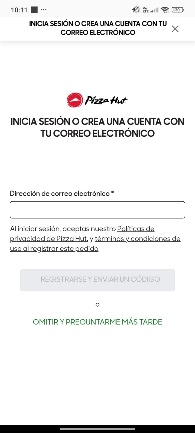 10:11
INICIA SESIÓN O CREA UNA CUENTA CON TU
CORREO ELECTRÓNICO
Pizza Hut
INICIA SESIÓN O CREA UNA CUENTA CON
TU CORREO ELECTRÓNICO
Dirección de correo electrónico *
Al iniciar sesión, aceptas nuestro Políticas de
privacidad de Pizza Hut, y términos y condiciones de
uso al registrar este pedido
REGISTRARSE Y ENVIAR UN CÓDIGO
o
OMITIR Y PREGUNTARME MÁS TARDE